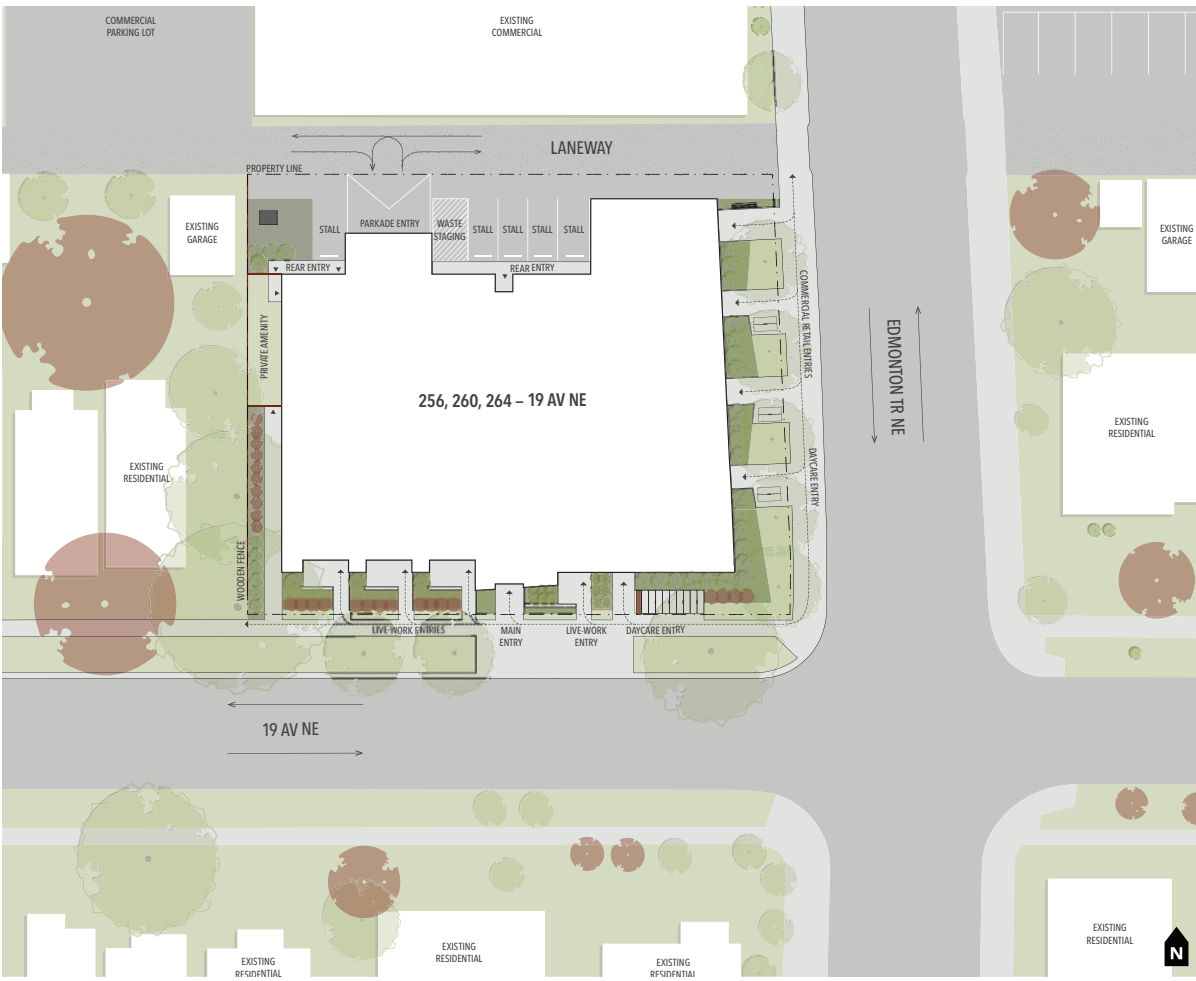 COMMERCIAL
PARKING LOT
EXISTING
COMMERCIAL
LANEWAY
PROPERTY LINE
EXISTING
GARAGE
STALL
PARKADE ENTRY
WASTE
STAGING
STALL
STALL
STALL
STALL
EXISTING
GARAGE
REAR ENTRY
REAR ENTRY
PRIVATE AMENITY
COMMERCIAL RETAIL ENTRIES
EDMONTON TR NE
256, 260, 264 – 19 AV NE
EXISTING
RESIDENTIAL
EXISTING
RESIDENTIAL
DAYCARE ENTRY
WOODEN FENCE
LIVE-WORK ENTRIES
MAIN
ENTRY
LIVE-WORK
ENTRY
DAYCARE ENTRY
19 AV NE
EXISTING
RESIDENTIAL
EXISTING
RESIDENTIAL
EXISTING
RESIDENTIAL
EXISTING
RESIDENTIAL
N